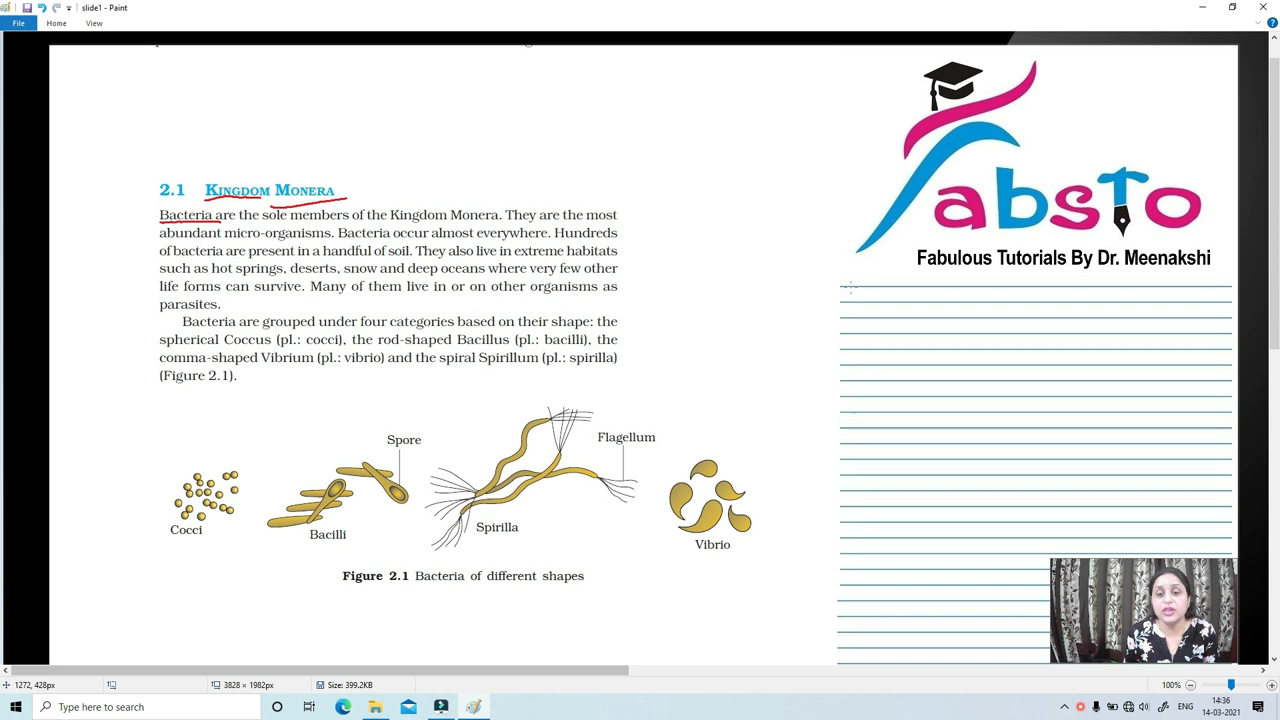 slide1 - Paint
File Home View
2.1 KINGDOM MONERA
Bacteria are the sole members of the Kingdom Monera. They are the most
abundant micro-organisms. Bacteria occur almost everywhere. Hundreds
of bacteria are present in a handful of soil. They also live in extreme habitats
such as hot springs, deserts, snow and deep oceans where very few other
life forms can survive. Many of them live in or on other organisms as
parasites.
Bacteria are grouped under four categories based on their shape: the
spherical Coccus (pl.: cocci), the rod-shaped Bacillus (pl.: bacilli), the
comma-shaped Vibrium (pl.: vibrio) and the spiral Spirillum (pl.: spirilla)
(Figure 2.1).
Spore
Flagellum
Cocci
Bacilli
Spirilla
Vibrio
Figure 2.1 Bacteria of different shapes
Fabsto
Fabulous Tutorials By Dr. Meenakshi
1272, 428px
3828 × 1982px
Size: 399.2KB
100%
Type here to search
ENG
14:36
14-03-2021